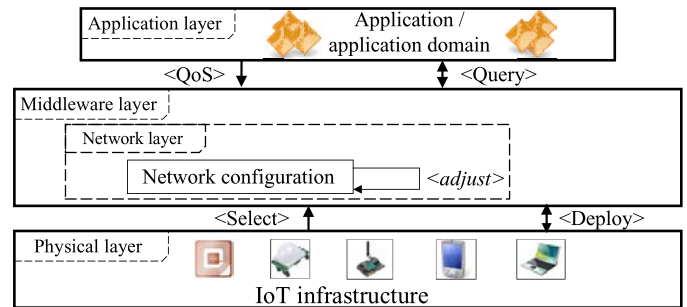 Application layer
Application /
application domain
<QoS>
<Query>
Middleware layer
Network layer
Network configuration
<adjust>
<Select>
<Deploy>
Physical layer
IoT infrastructure